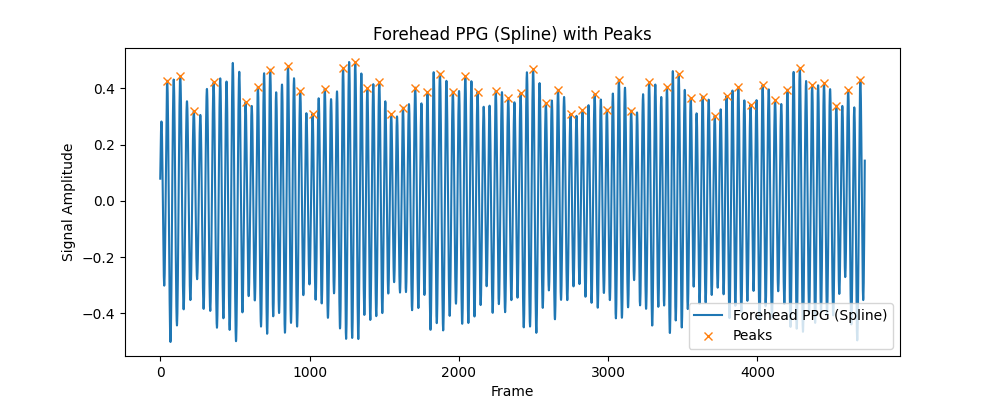 Forehead PPG (Spline) with Peaks
0.4
0.2
0.0
−0.2
−0.4
Signal Amplitude
0 1000 2000 3000 4000
Frame
Forehead PPG (Spline)
Peaks